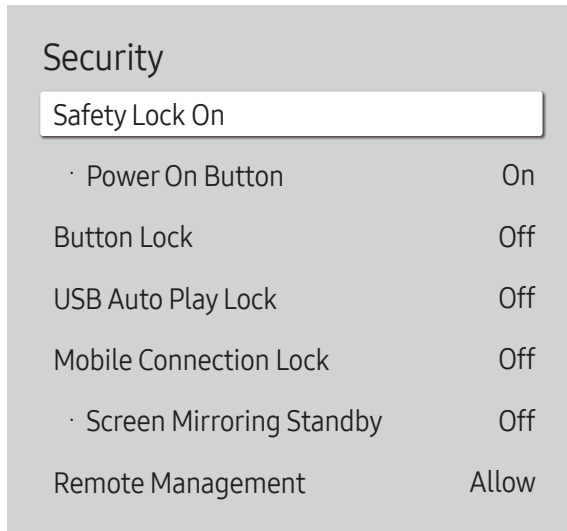 Security
Safety Lock On
· Power On Button On
Button Lock Off
USB Auto Play Lock Off
Mobile Connection Lock Off
· Screen Mirroring Standby Off
Remote Management Allow